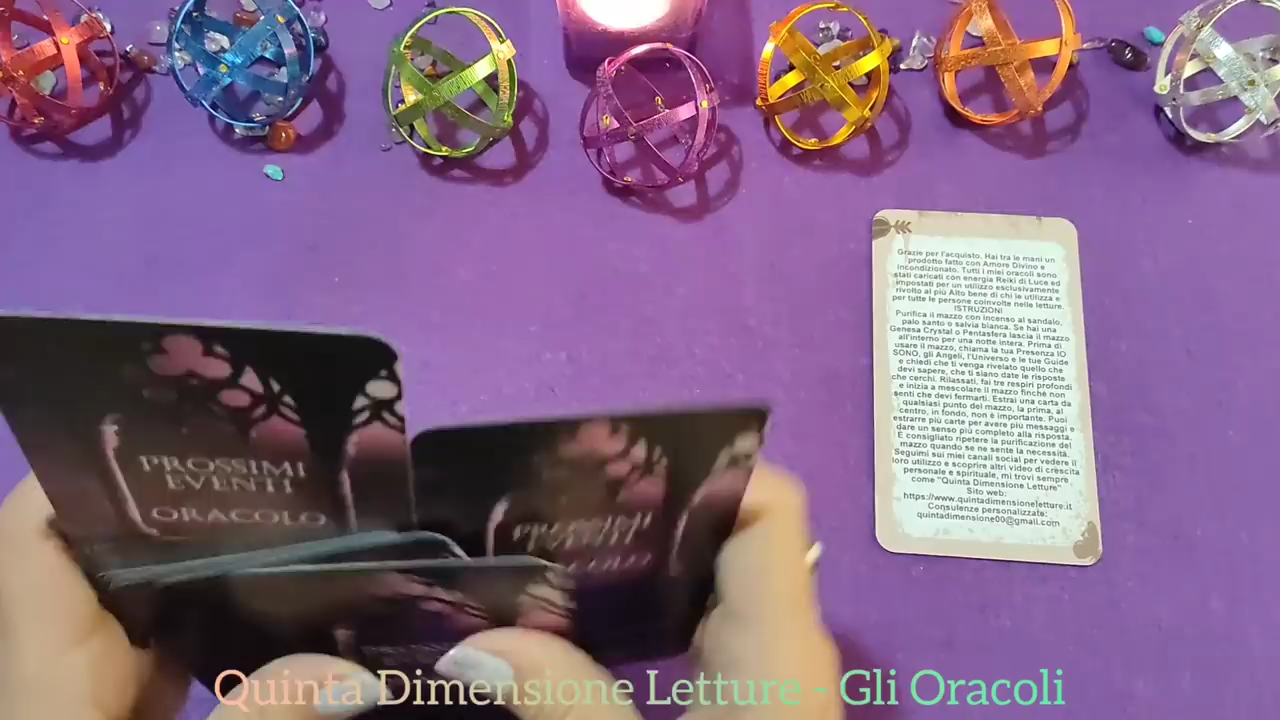 Grazie per l'acquisto. Hai tra le mani un
prodotto fatto con Amore Divino e
incondizionato. Tutti i miei oracoli sono
stati caricati con energia Reiki di Luce ed
impostati per un utilizzo esclusivamente
rivolto al più Alto bene di chi le utilizza e
per tutte le persone coinvolte nelle letture.
ISTRUZIONI
Purifica il mazzo con incenso al sandalo,
palo santo o salvia bianca. Se hai una
Genesa Crystal o Pentasfera lascia il mazzo
all'interno per una notte intera. Prima di
usare il mazzo, chiama la tua Presenza IO
SONO, gli Angeli, l'Universo e le tue Guide
e chiedi che ti venga rivelato quello che
devi sapere, che ti siano date le risposte
che cerchi. Rilassati, fai tre respiri profondi
e inizia a mescolare il mazzo finchè non
senti che devi fermarti. Estrai una carta da
qualsiasi punto del mazzo, la prima, al
centro, in fondo, non è importante. Puoi
estrarre più carte per avere più messaggi e
dare un senso più completo alla risposta.
È consigliato ripetere la purificazione del
mazzo quando se ne sente la necessità.
Seguimi sui miei canali social per vedere il
loro utilizzo e scoprire altri video di crescita
personale e spirituale, mi trovi sempre
come "Quinta Dimensione Letture"
Sito web:
https://www.quintadimensioneletture.it
Consulenze personalizzate:
quintadimensione00@gmail.com
PROSSIMI
EVENTI
ORACOLO
Quinta Dimensione Letture - Gli Oracoli